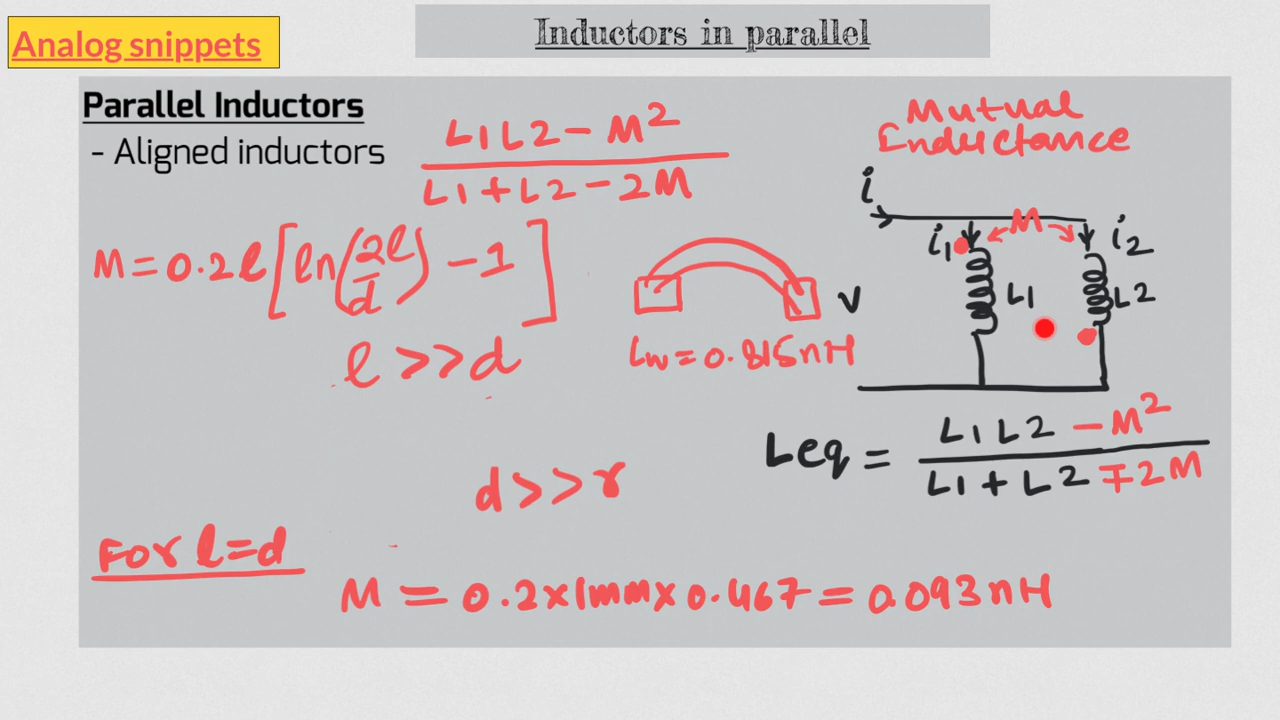 Analog snippets
Inductors in parallel
Parallel Inductors
- Aligned inductors
L1L2 - M²
L1 + L2 - 2M
M = 0.2l[ln(2l/d) - 1]
l >> d
d >> r
Lw = 0.815nH
Mutual
Inductance
i
i1
M
i2
L1
L2
V
Leq = L1L2 - M²
L1 + L2 ∓ 2M
For l = d
M = 0.2 x 1mm x 0.467 = 0.093nH